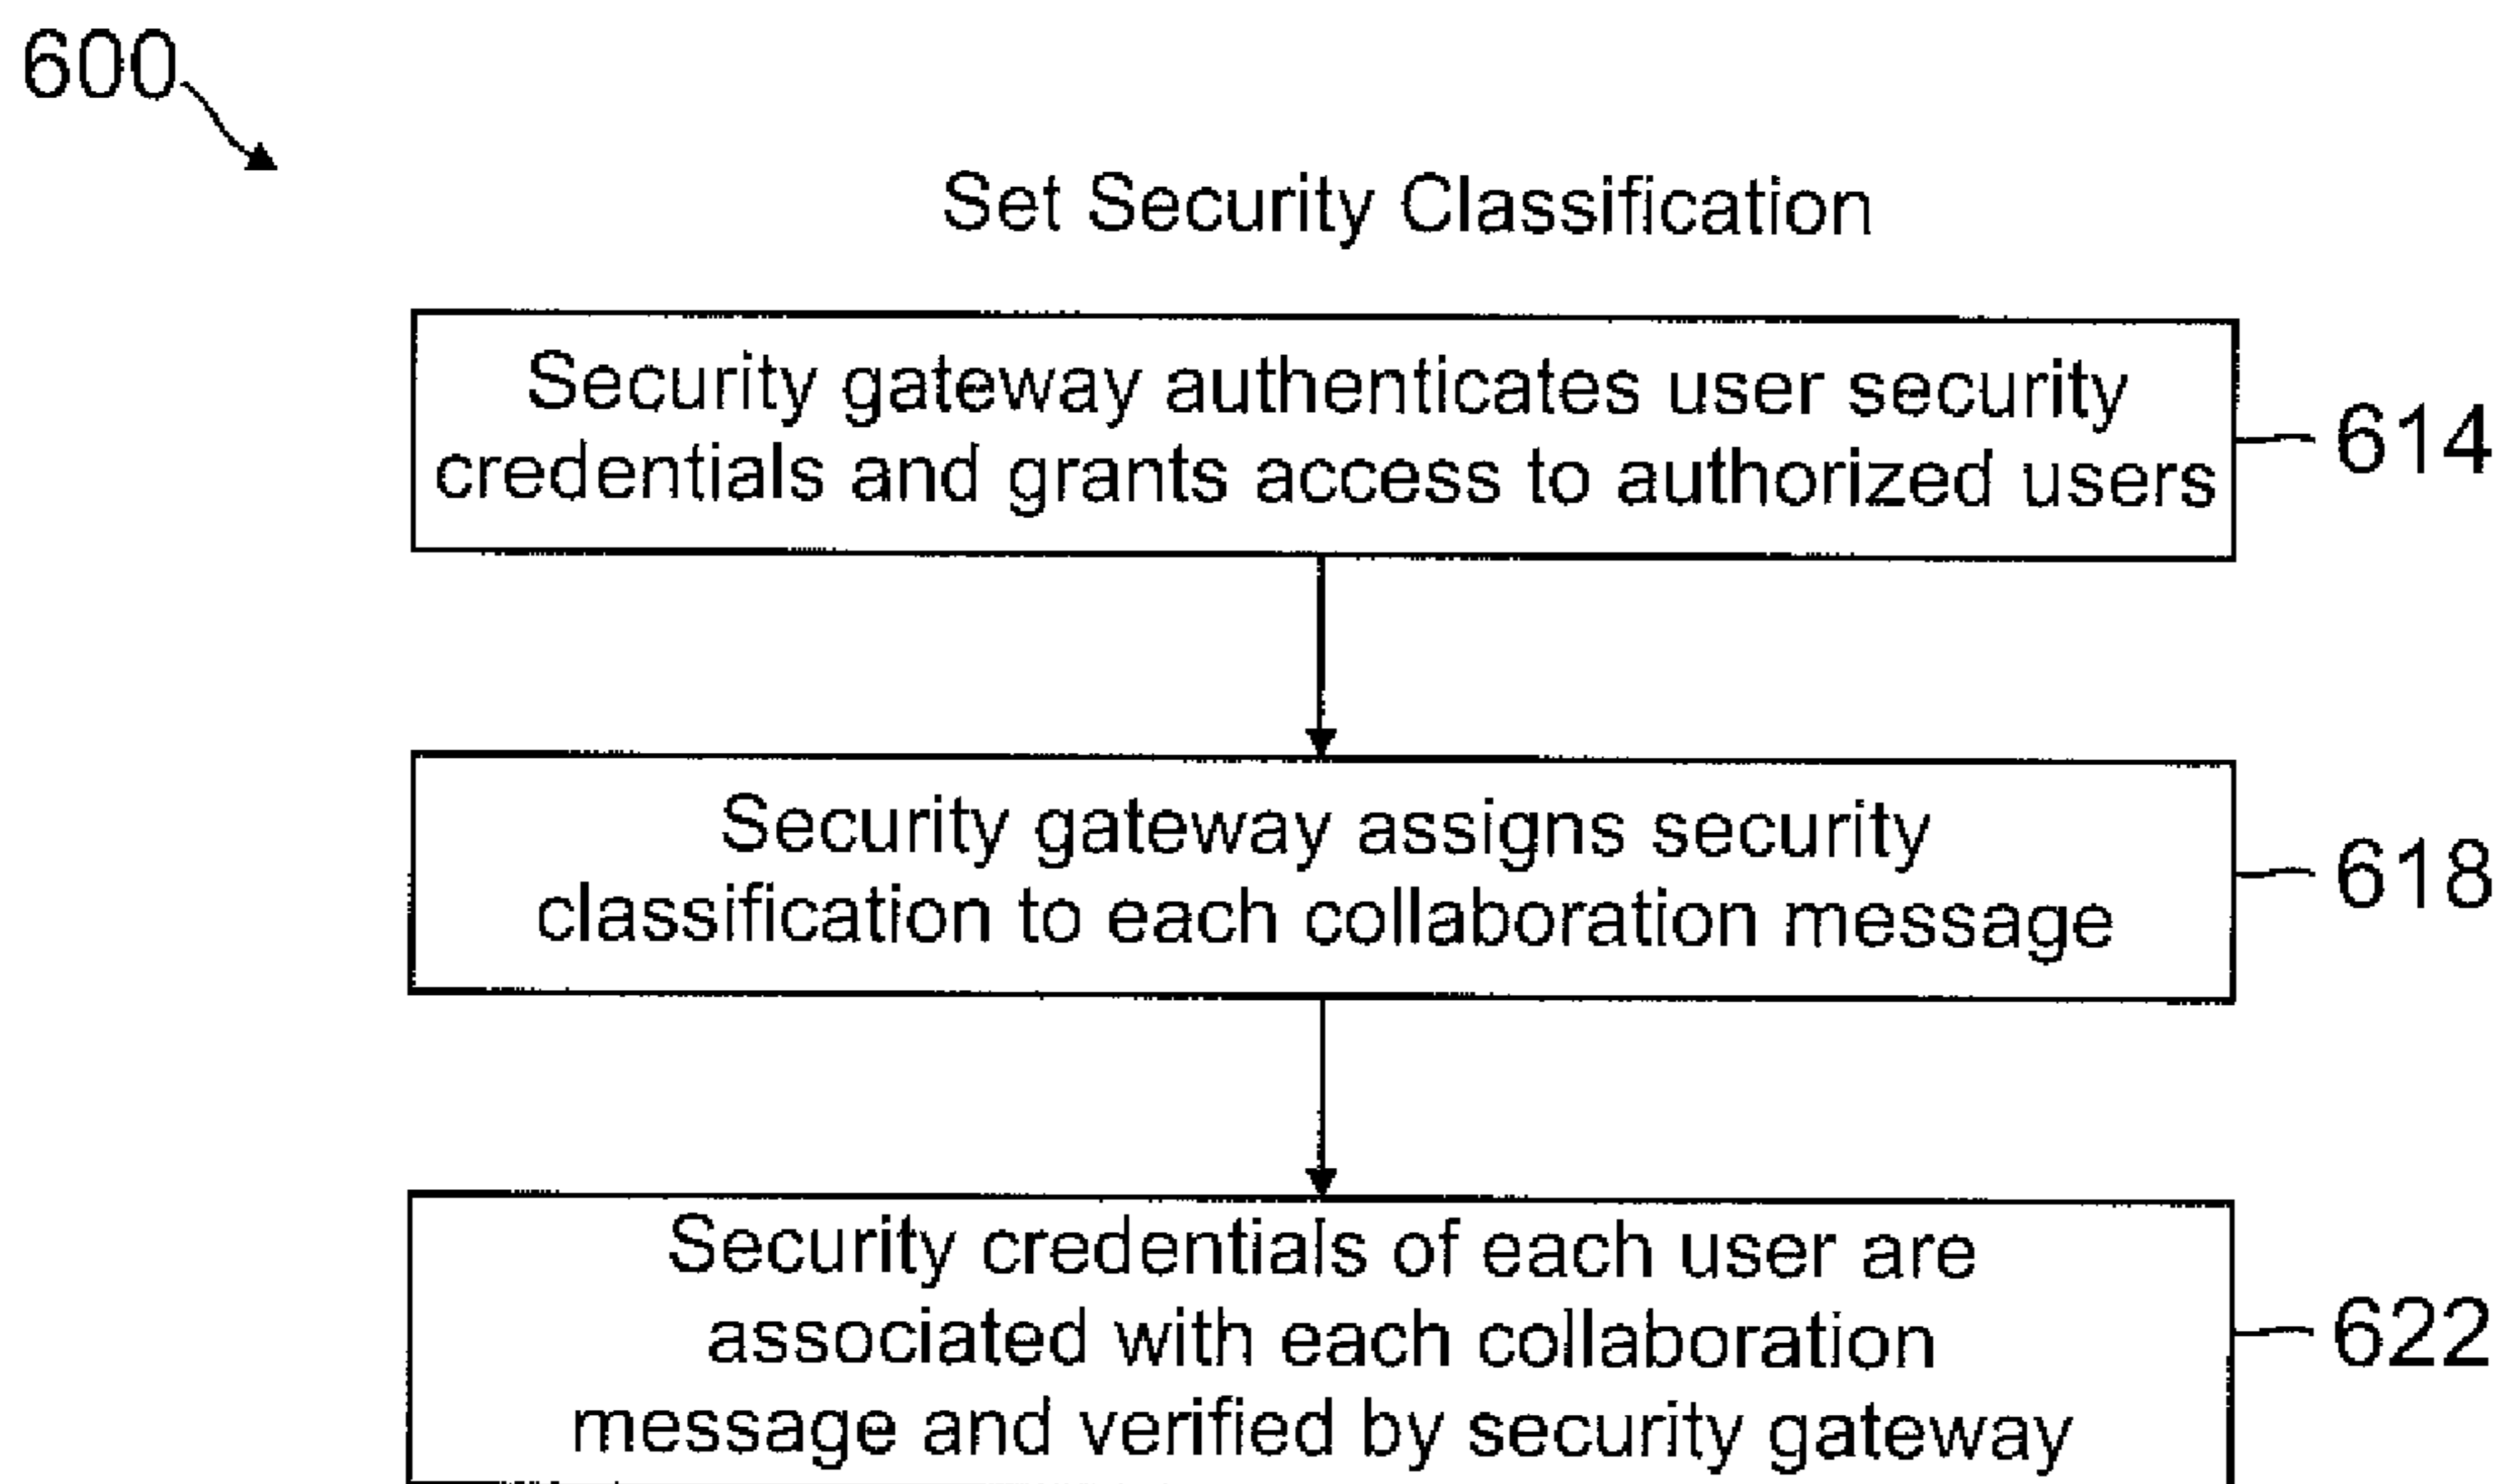 600
Set Security Classification
Security gateway authenticates user security
credentials and grants access to authorized users
614
Security gateway assigns security
classification to each collaboration message
618
Security credentials of each user are
associated with each collaboration
message and verified by security gateway
622